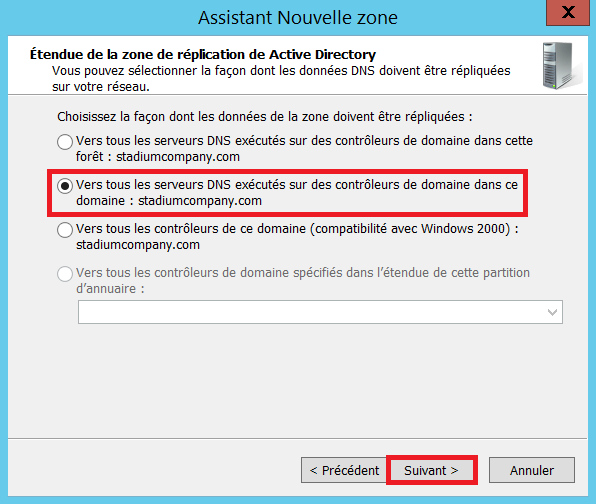 Assistant Nouvelle zone
Étendue de la zone de réplication de Active Directory
Vous pouvez sélectionner la façon dont les données DNS doivent être répliquées
sur votre réseau.
Choisissez la façon dont les données de la zone doivent être répliquées :
Vers tous les serveurs DNS exécutés sur des contrôleurs de domaine dans cette
forêt : stadiumcompany.com
Vers tous les serveurs DNS exécutés sur des contrôleurs de domaine dans ce
domaine : stadiumcompany.com
Vers tous les contrôleurs de ce domaine (compatibilité avec Windows 2000) :
stadiumcompany.com
Vers tous les contrôleurs de domaine spécifiés dans l'étendue de cette partition
d'annuaire :
< Précédent Suivant > Annuler